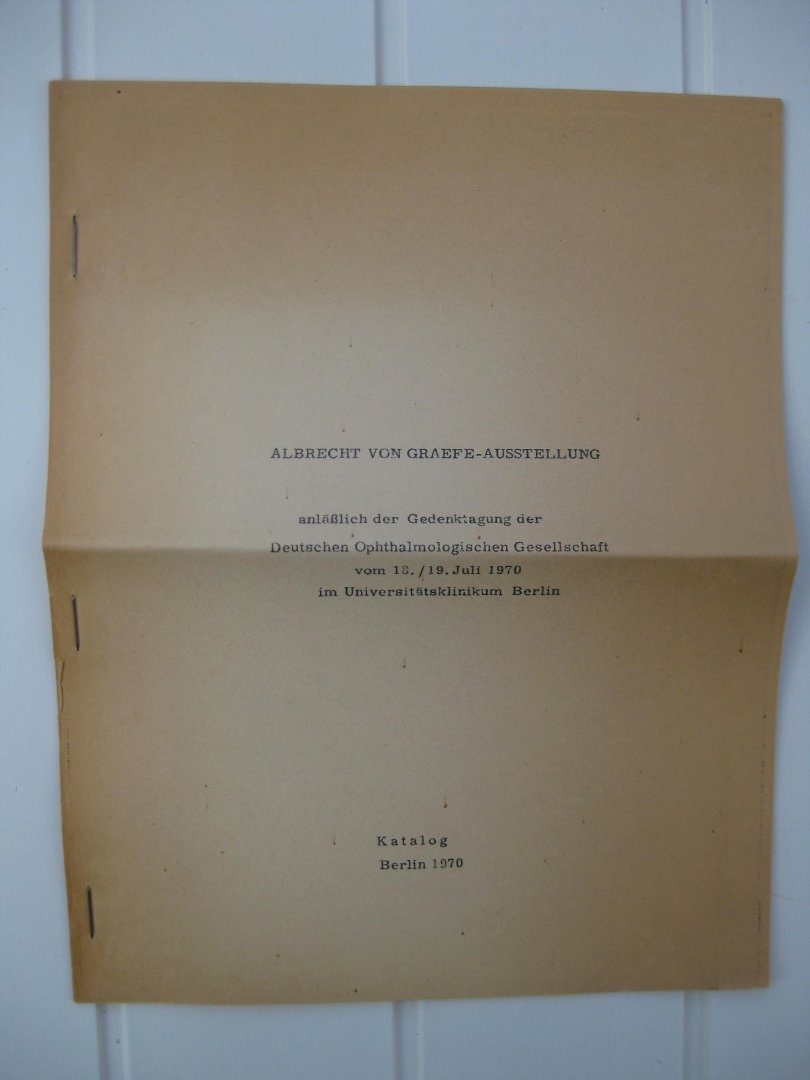 ALBRECHT VON GRAEFE-AUSSTELLUNG
anläßlich der Gedenktagung der
Deutschen Ophthalmologischen Gesellschaft
vom 18./19. Juli 1970
im Universitätsklinikum Berlin
Katalog
Berlin 1970